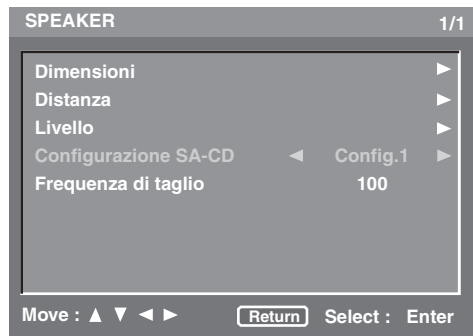 SPEAKER 1/1
Dimensioni ►
Distanza ►
Livello ►
Configurazione SA-CD ◄ Config.1 ►
Frequenza di taglio 100
Move : ▲ ▼ ◄ ► Return Select : Enter